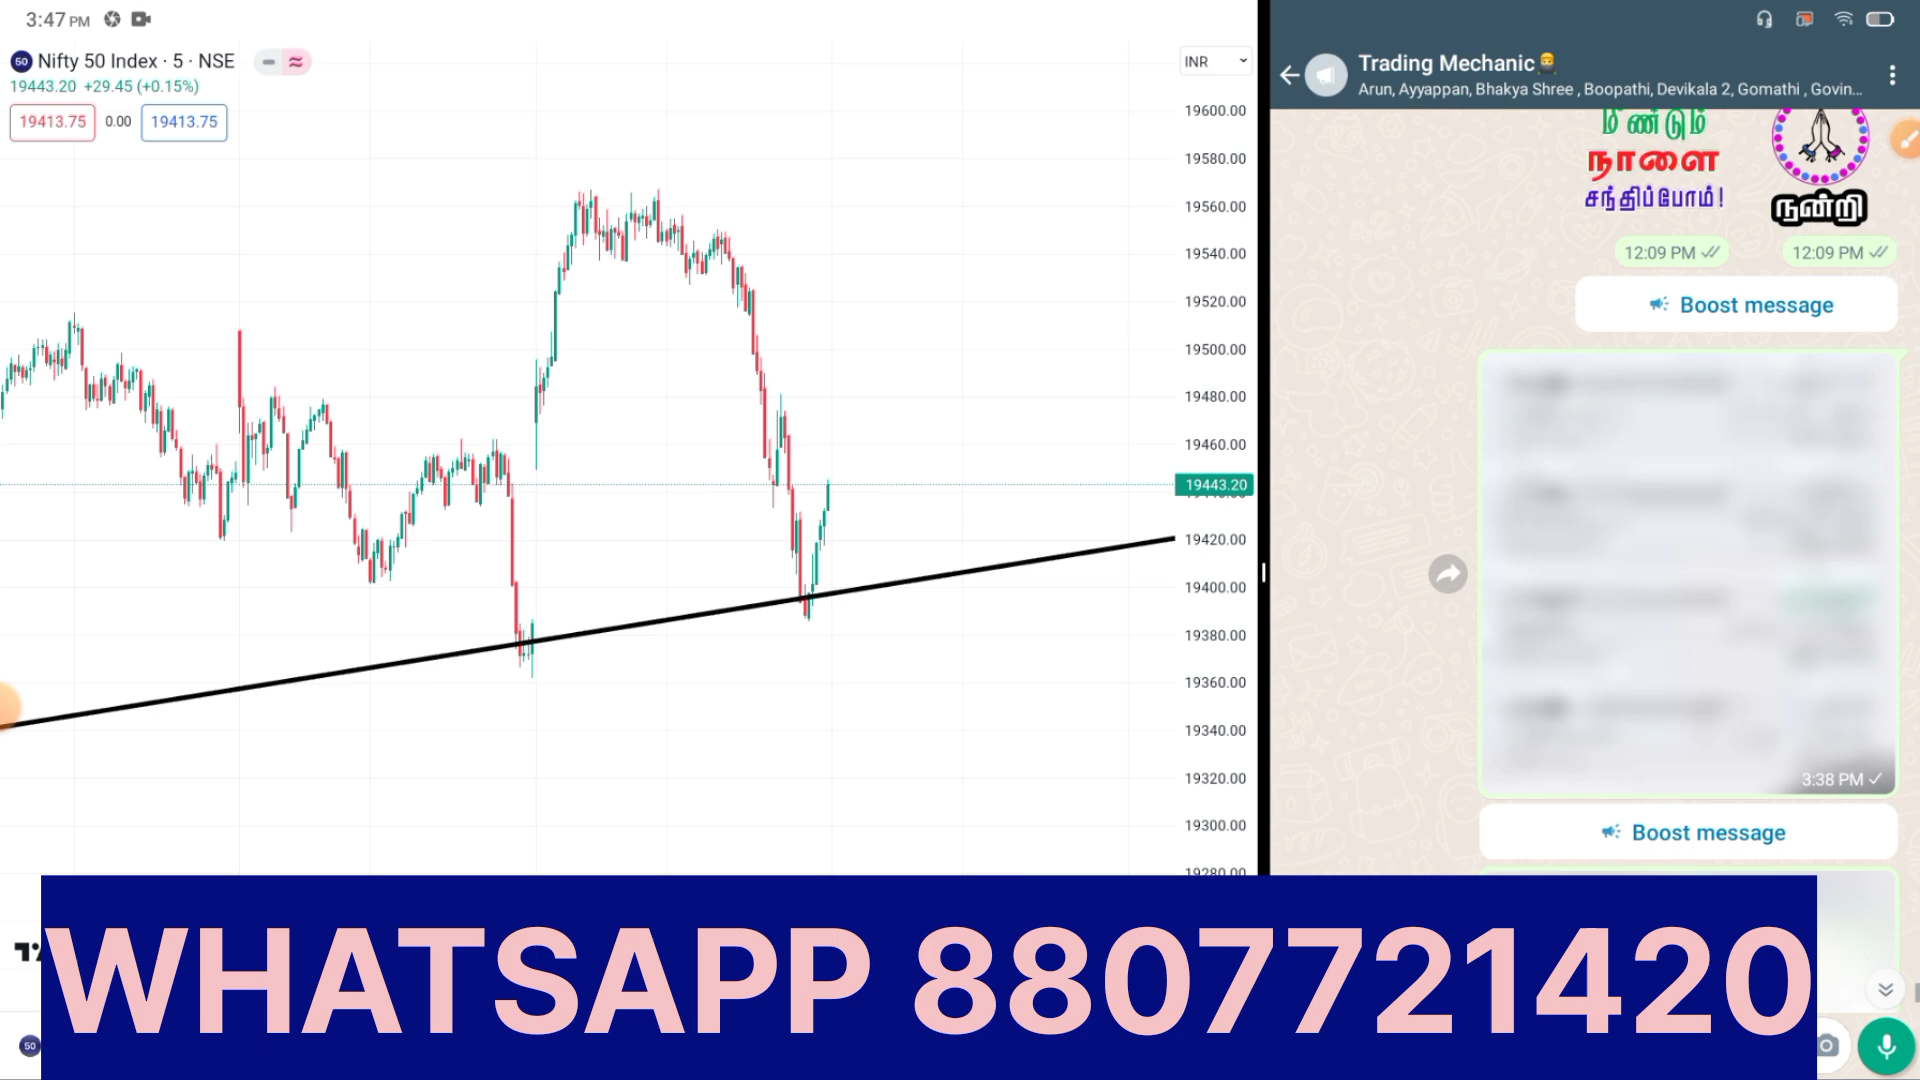 3:47 PM
50 Nifty 50 Index · 5 · NSE
19443.20 +29.45 (+0.15%)
19413.75 0.00 19413.75
INR
19600.00
19580.00
19560.00
19540.00
19520.00
19500.00
19480.00
19460.00
19443.20
19420.00
19400.00
19380.00
19360.00
19340.00
19320.00
19300.00
19280.00
50
Trading Mechanic
Arun, Ayyappan, Bhakya Shree , Boopathi, Devikala 2, Gomathi , Govin...
மீண்டும்
நாளை
சந்திப்போம்!
நன்றி
12:09 PM
12:09 PM
Boost message
3:38 PM
Boost message
WHATSAPP 8807721420